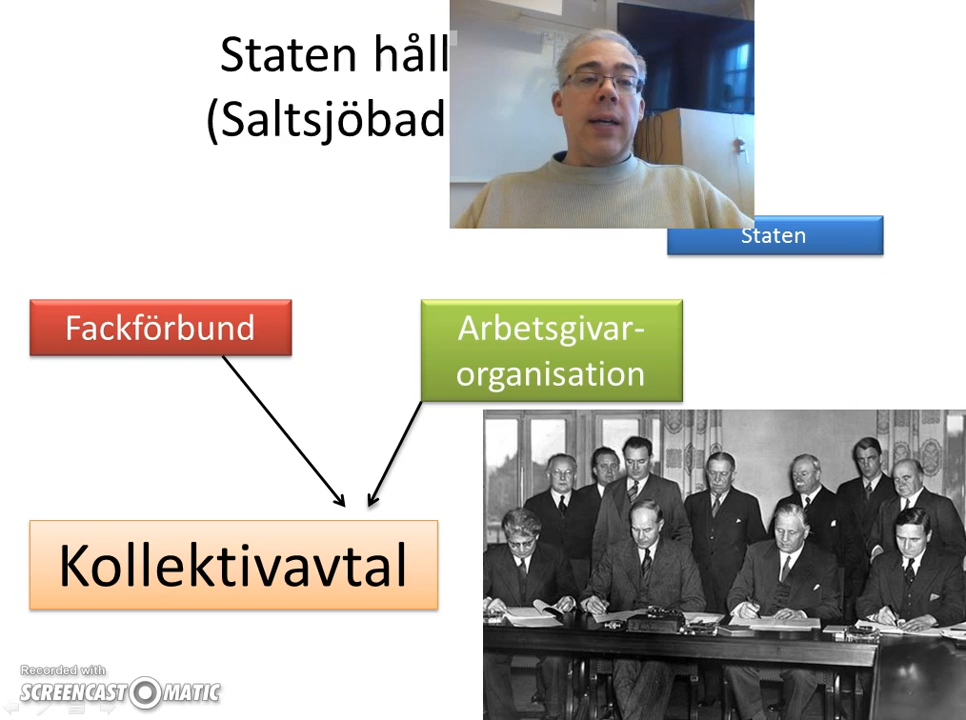 Staten håll
(Saltsjöbad
Staten
Fackförbund
Arbetsgivar-
organisation
Kollektivavtal
Recorded with
SCREENCAST-O-MATIC